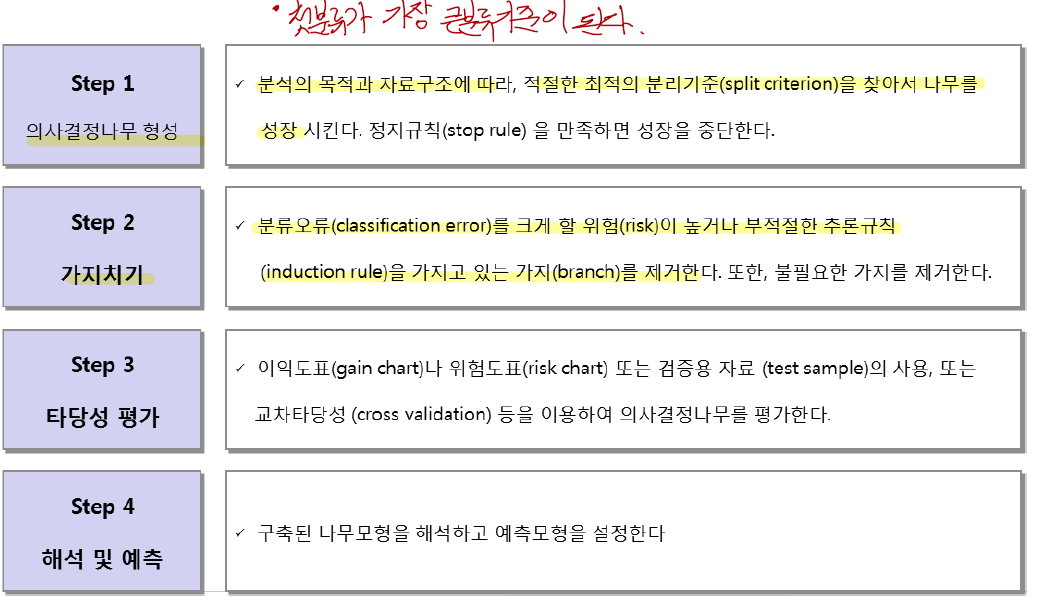 • 첫분류가 가장 큰분류기준이 된다.
Step 1
의사결정나무 형성
✓ 분석의 목적과 자료구조에 따라, 적절한 최적의 분리기준(split criterion)을 찾아서 나무를
성장 시킨다. 정지규칙(stop rule) 을 만족하면 성장을 중단한다.
Step 2
가지치기
✓ 분류오류(classification error)를 크게 할 위험(risk)이 높거나 부적절한 추론규칙
(induction rule)을 가지고 있는 가지(branch)를 제거한다. 또한, 불필요한 가지를 제거한다.
Step 3
타당성 평가
✓ 이익도표(gain chart)나 위험도표(risk chart) 또는 검증용 자료 (test sample)의 사용, 또는
교차타당성 (cross validation) 등을 이용하여 의사결정나무를 평가한다.
Step 4
해석 및 예측
✓ 구축된 나무모형을 해석하고 예측모형을 설정한다